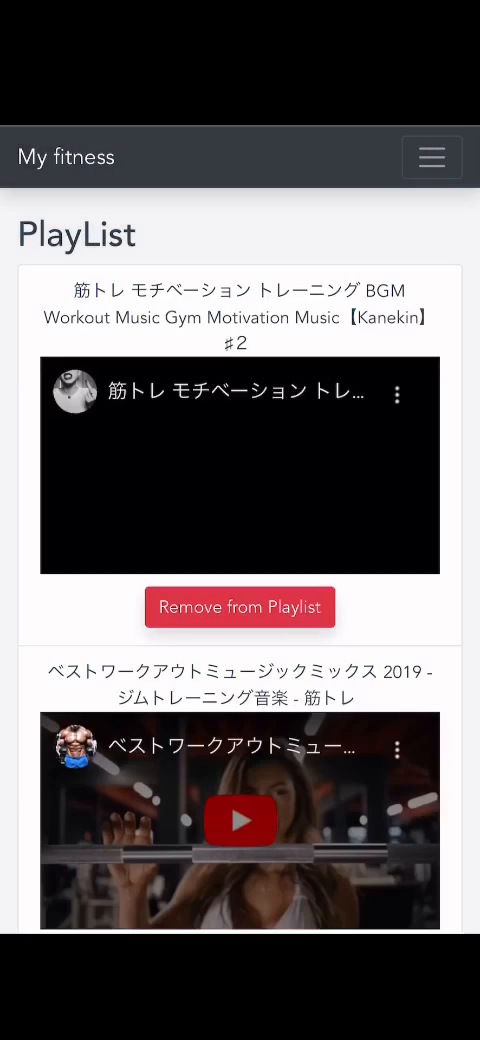 My fitness
PlayList
筋トレ モチベーション トレーニング BGM
Workout Music Gym Motivation Music【Kanekin】
♯2
筋トレ モチベーション トレ...
Remove from Playlist
ベストワークアウトミュージックミックス 2019 -
ジムトレーニング音楽 - 筋トレ
ベストワークアウトミュー...